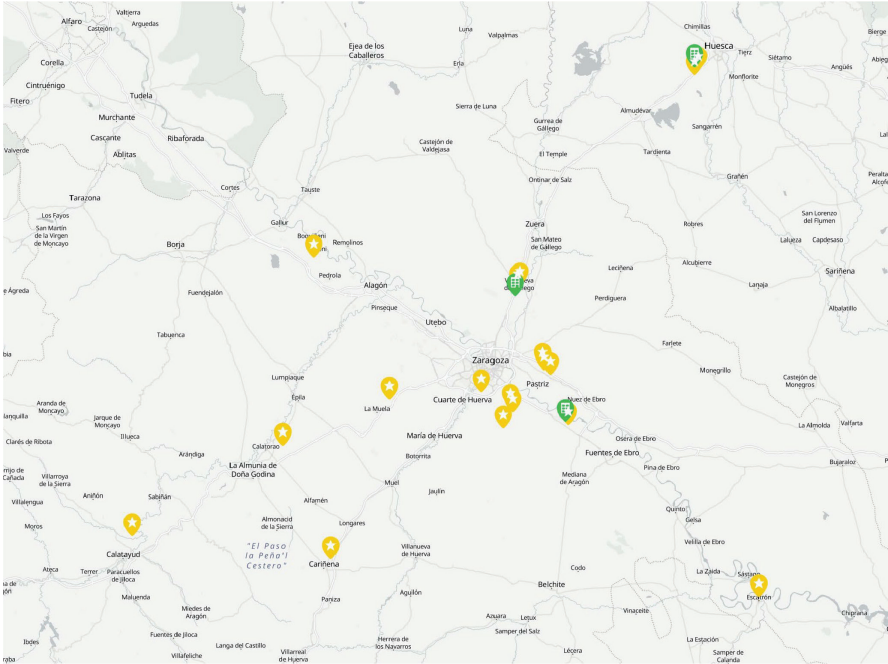 Valtjerra
Alfaro
Castejón
Arguedas
Luna
Valpalmas
Chimillas
Bierge
Ejea de los
Caballeros
Huesca
Tierz
Siétamo
Corella
Erla
Angüés
Cintruénigo
Monflorite
Fitero
Tudela
Sierra de Luna
Almudévar
Murchante
Gurrea de
Gállego
Sangarrén
Cascante
Ribaforada
Castejón de
Valdejasa
Valverde
Ablitas
El Temple
Tardienta
Ontinar de Salz
Grañén
Peralta
Cortes
Tauste
Tarazona
Los Fayos
San Martín
de la Virgen
de Moncayo
Gallur
Zuera
Robres
San Lorenzo
del Flumen
Remolinos
San Mateo
de Gállego
Lalueza
Capdesaso
Borja
Alcubierre
Leciñena
Sariñena
Pedrola
e Ágreda
Fuendejalón
Alagón
Lanaja
Perdiguera
Pinseque
Albalatillo
Utebo
Tabuenca
Farlete
bia
Zaragoza
Monegrillo
Lumpiaque
Pastriz
Castejón de
Monegros
Épila
Cuarte de Huerva
Nuez de Ebro
Aranda de
Moncayo
La Muela
lanquilla
Jarque de
Moncayo
La Almolda
Valfarta
Illueca
María de Huerva
Osera de Ebro
Clarés de Ribota
Calatorao
Fuentes de Ebro
Arándiga
Botorrita
Bujaraloz
La Almunia de
Doña Godina
Pina de Ebro
rrijo de
Cañada
Villarroya
de la Sierra
Mediana
de Aragón
Muel
Aniñón
Sabiñán
Jaulín
Villalengua
Alfamén
Quinto
Gelsa
Moros
Almonacid
de la Sierra
Longares
Velilla de Ebro
Calatayud
"El Paso
la Peña'l
Cestero"
Villanueva
de Huerva
Cariñena
Codo
La Zaida
Sástago
Ateca
Terrer
Paracuellos
de Jiloca
Belchite
Escatrón
Maluenda
Paniza
Aguilón
Miedes de
Aragón
Vinaceite
Chiprana
Azuara
Letux
Samper del Salz
Fuentes de Jiloca
Ibdes
Langa del Castillo
Herrera de
los Navarros
La Estación
Villafeliche
Villarreal
de Huerva
Lécera
Samper de
Calanda